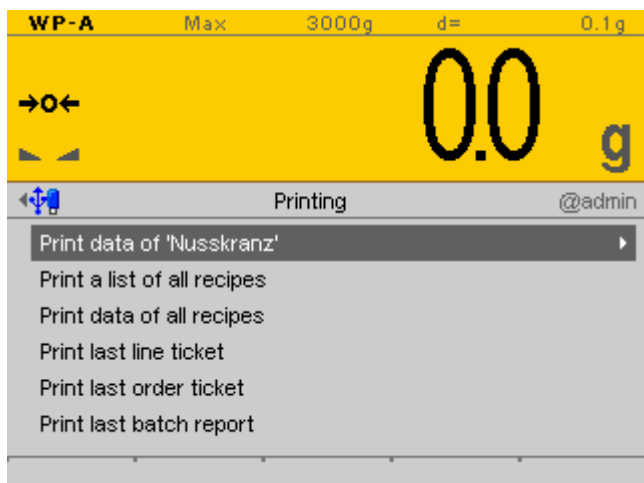 WP-A Max 3000g d= 0.1g
→0←
0.0 g
Printing @admin
Print data of 'Nusskranz'
Print a list of all recipes
Print data of all recipes
Print last line ticket
Print last order ticket
Print last batch report